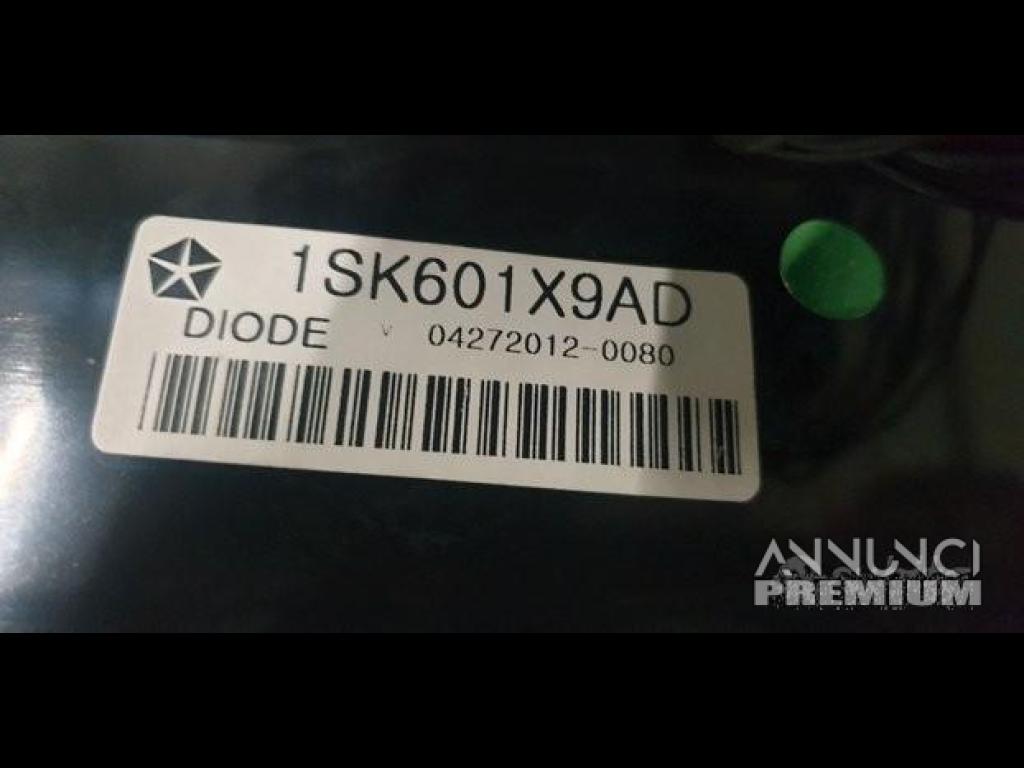 1SK601X9AD
DIODE v 04272012-0080
ANNUNCI
PREMIUM